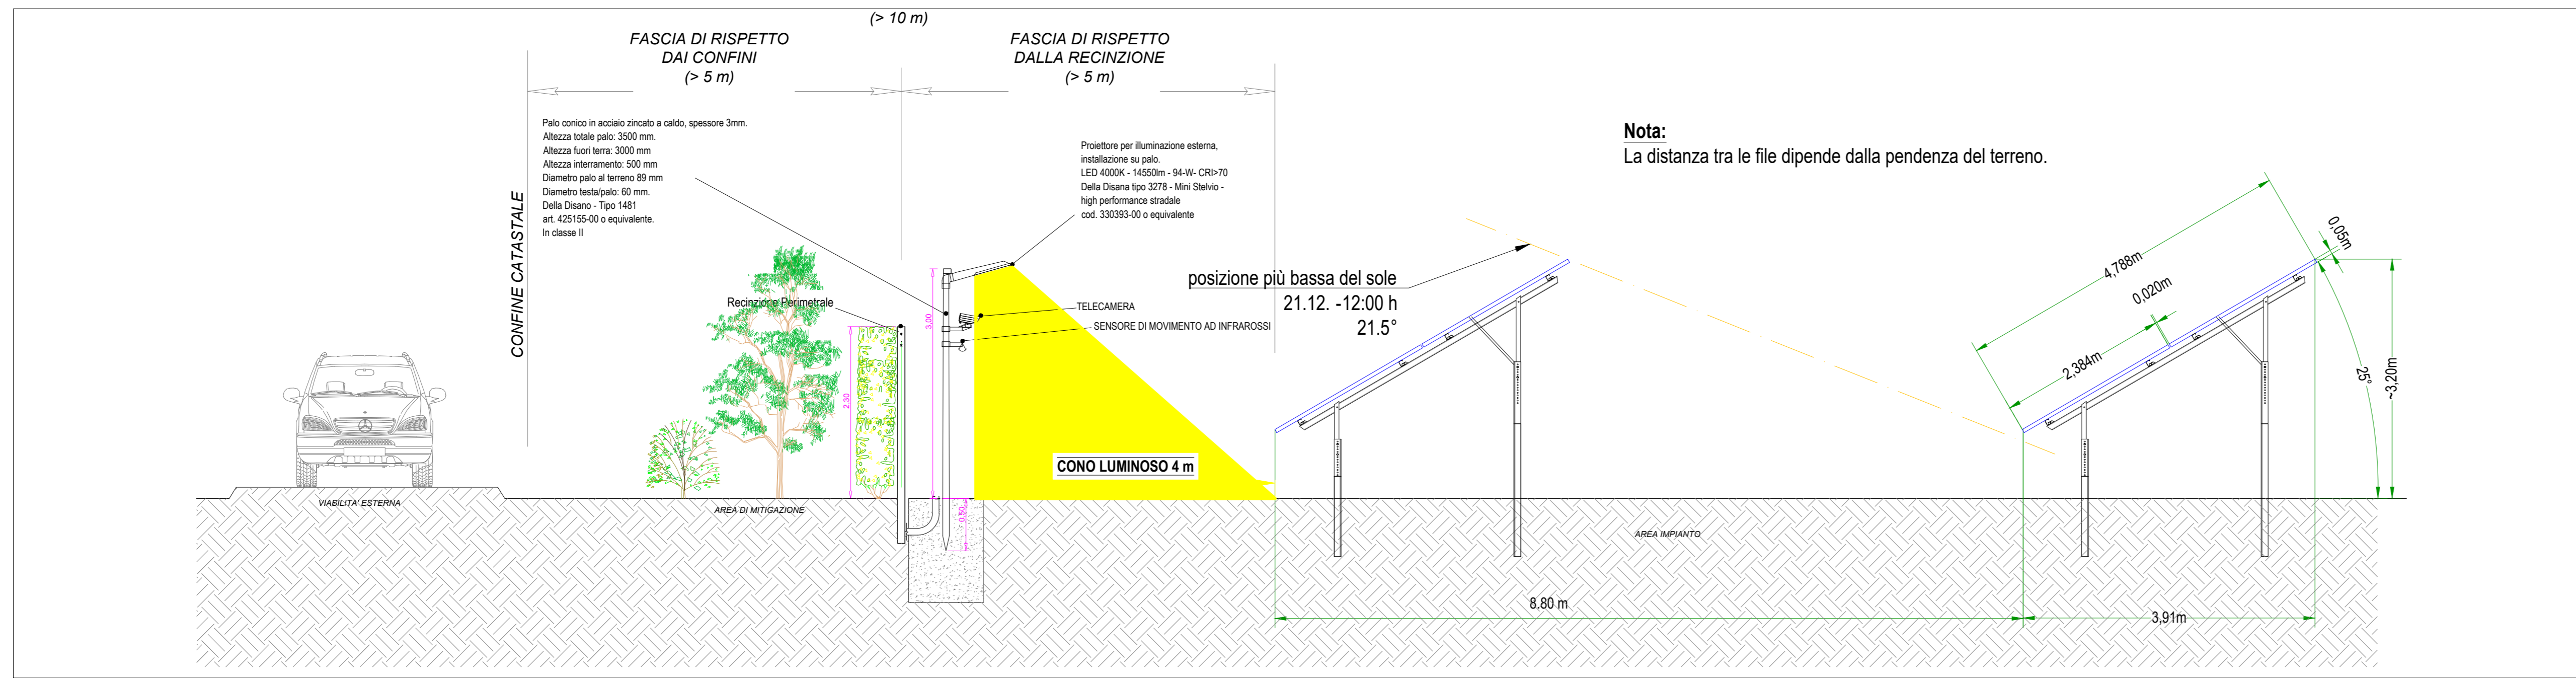 (> 10 m)
FASCIA DI RISPETTO
DAI CONFINI
(> 5 m)
FASCIA DI RISPETTO
DALLA RECINZIONE
(> 5 m)
Palo conico in acciaio zincato a caldo, spessore 3mm.
Altezza totale palo: 3500 mm.
Altezza fuori terra: 3000 mm
Altezza interramento: 500 mm
Diametro palo al terreno 89 mm
Diametro testa/palo: 60 mm.
Della Disano - Tipo 1481
art. 425155-00 o equivalente.
In classe II
Proiettore per illuminazione esterna,
installazione su palo.
LED 4000K - 14550lm - 94-W- CRI>70
Della Disana tipo 3278 - Mini Stelvio -
high performance stradale
cod. 330393-00 o equivalente
Nota:
La distanza tra le file dipende dalla pendenza del terreno.
CONFINE CATASTALE
Recinzione Perimetrale
TELECAMERA
SENSORE DI MOVIMENTO AD INFRAROSSI
posizione più bassa del sole
21.12. -12:00 h
21.5°
4,788m
0,05m
0,020m
2,384m
25°
~3,20m
3,00
2,30
0,50
CONO LUMINOSO 4 m
VIABILITA' ESTERNA
AREA DI MITIGAZIONE
AREA IMPIANTO
8.80 m
3,91m